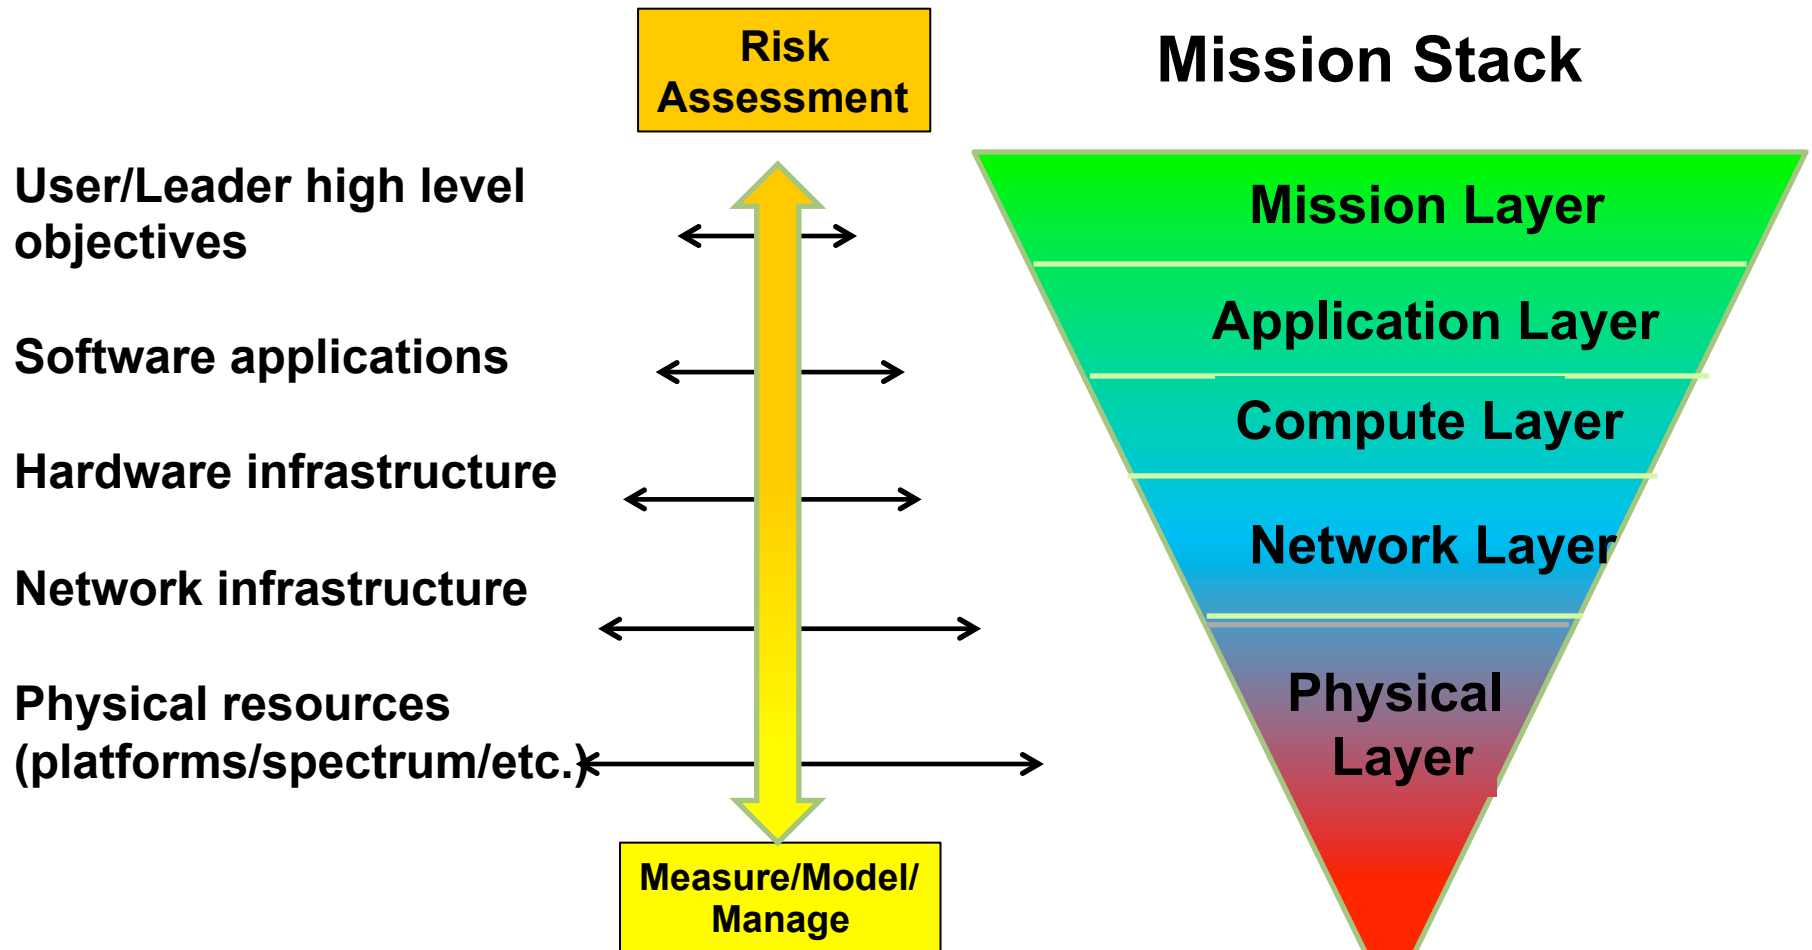 Risk
Assessment
Mission Stack
User/Leader high level
objectives
Software applications
Hardware infrastructure
Network infrastructure
Physical resources
(platforms/spectrum/etc.)
Mission Layer
Application Layer
Compute Layer
Network Layer
Physical
Layer
Measure/Model/
Manage